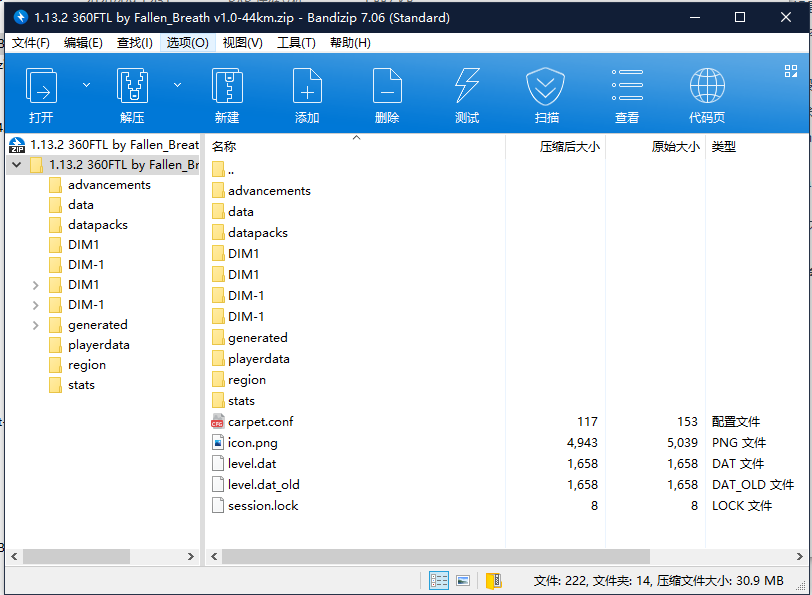 1.13.2 360FTL by Fallen_Breath v1.0-44km.zip - Bandizip 7.06 (Standard)
文件(F) 编辑(E) 查找(I) 选项(O) 视图(V) 工具(T) 帮助(H)
打开 解压 新建 添加 删除 测试 扫描 查看 代码页
1.13.2 360FTL by Fallen_Breat
1.13.2 360FTL by Fallen_Br
advancements
data
datapacks
DIM1
DIM-1
DIM1
DIM-1
generated
playerdata
region
stats
名称 压缩后大小 原始大小 类型
..
advancements
data
datapacks
DIM1
DIM1
DIM-1
DIM-1
generated
playerdata
region
stats
carpet.conf 117 153 配置文件
icon.png 4,943 5,039 PNG 文件
level.dat 1,658 1,658 DAT 文件
level.dat_old 1,658 1,658 DAT_OLD 文件
session.lock 8 8 LOCK 文件
文件: 222, 文件夹: 14, 压缩文件大小: 30.9 MB